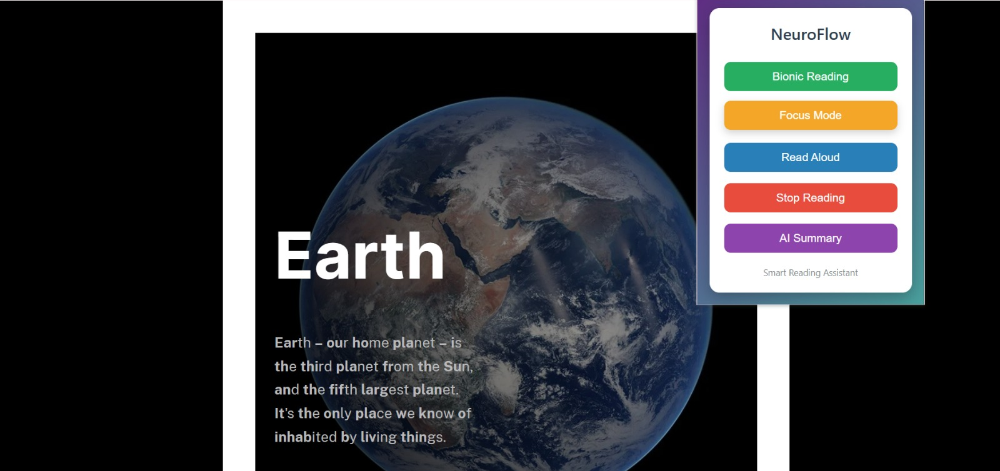 NeuroFlow
Bionic Reading
Focus Mode
Read Aloud
Stop Reading
AI Summary
Smart Reading Assistant
Earth
Earth – our home planet – is
the third planet from the Sun,
and the fifth largest planet.
It's the only place we know of
inhabited by living things.